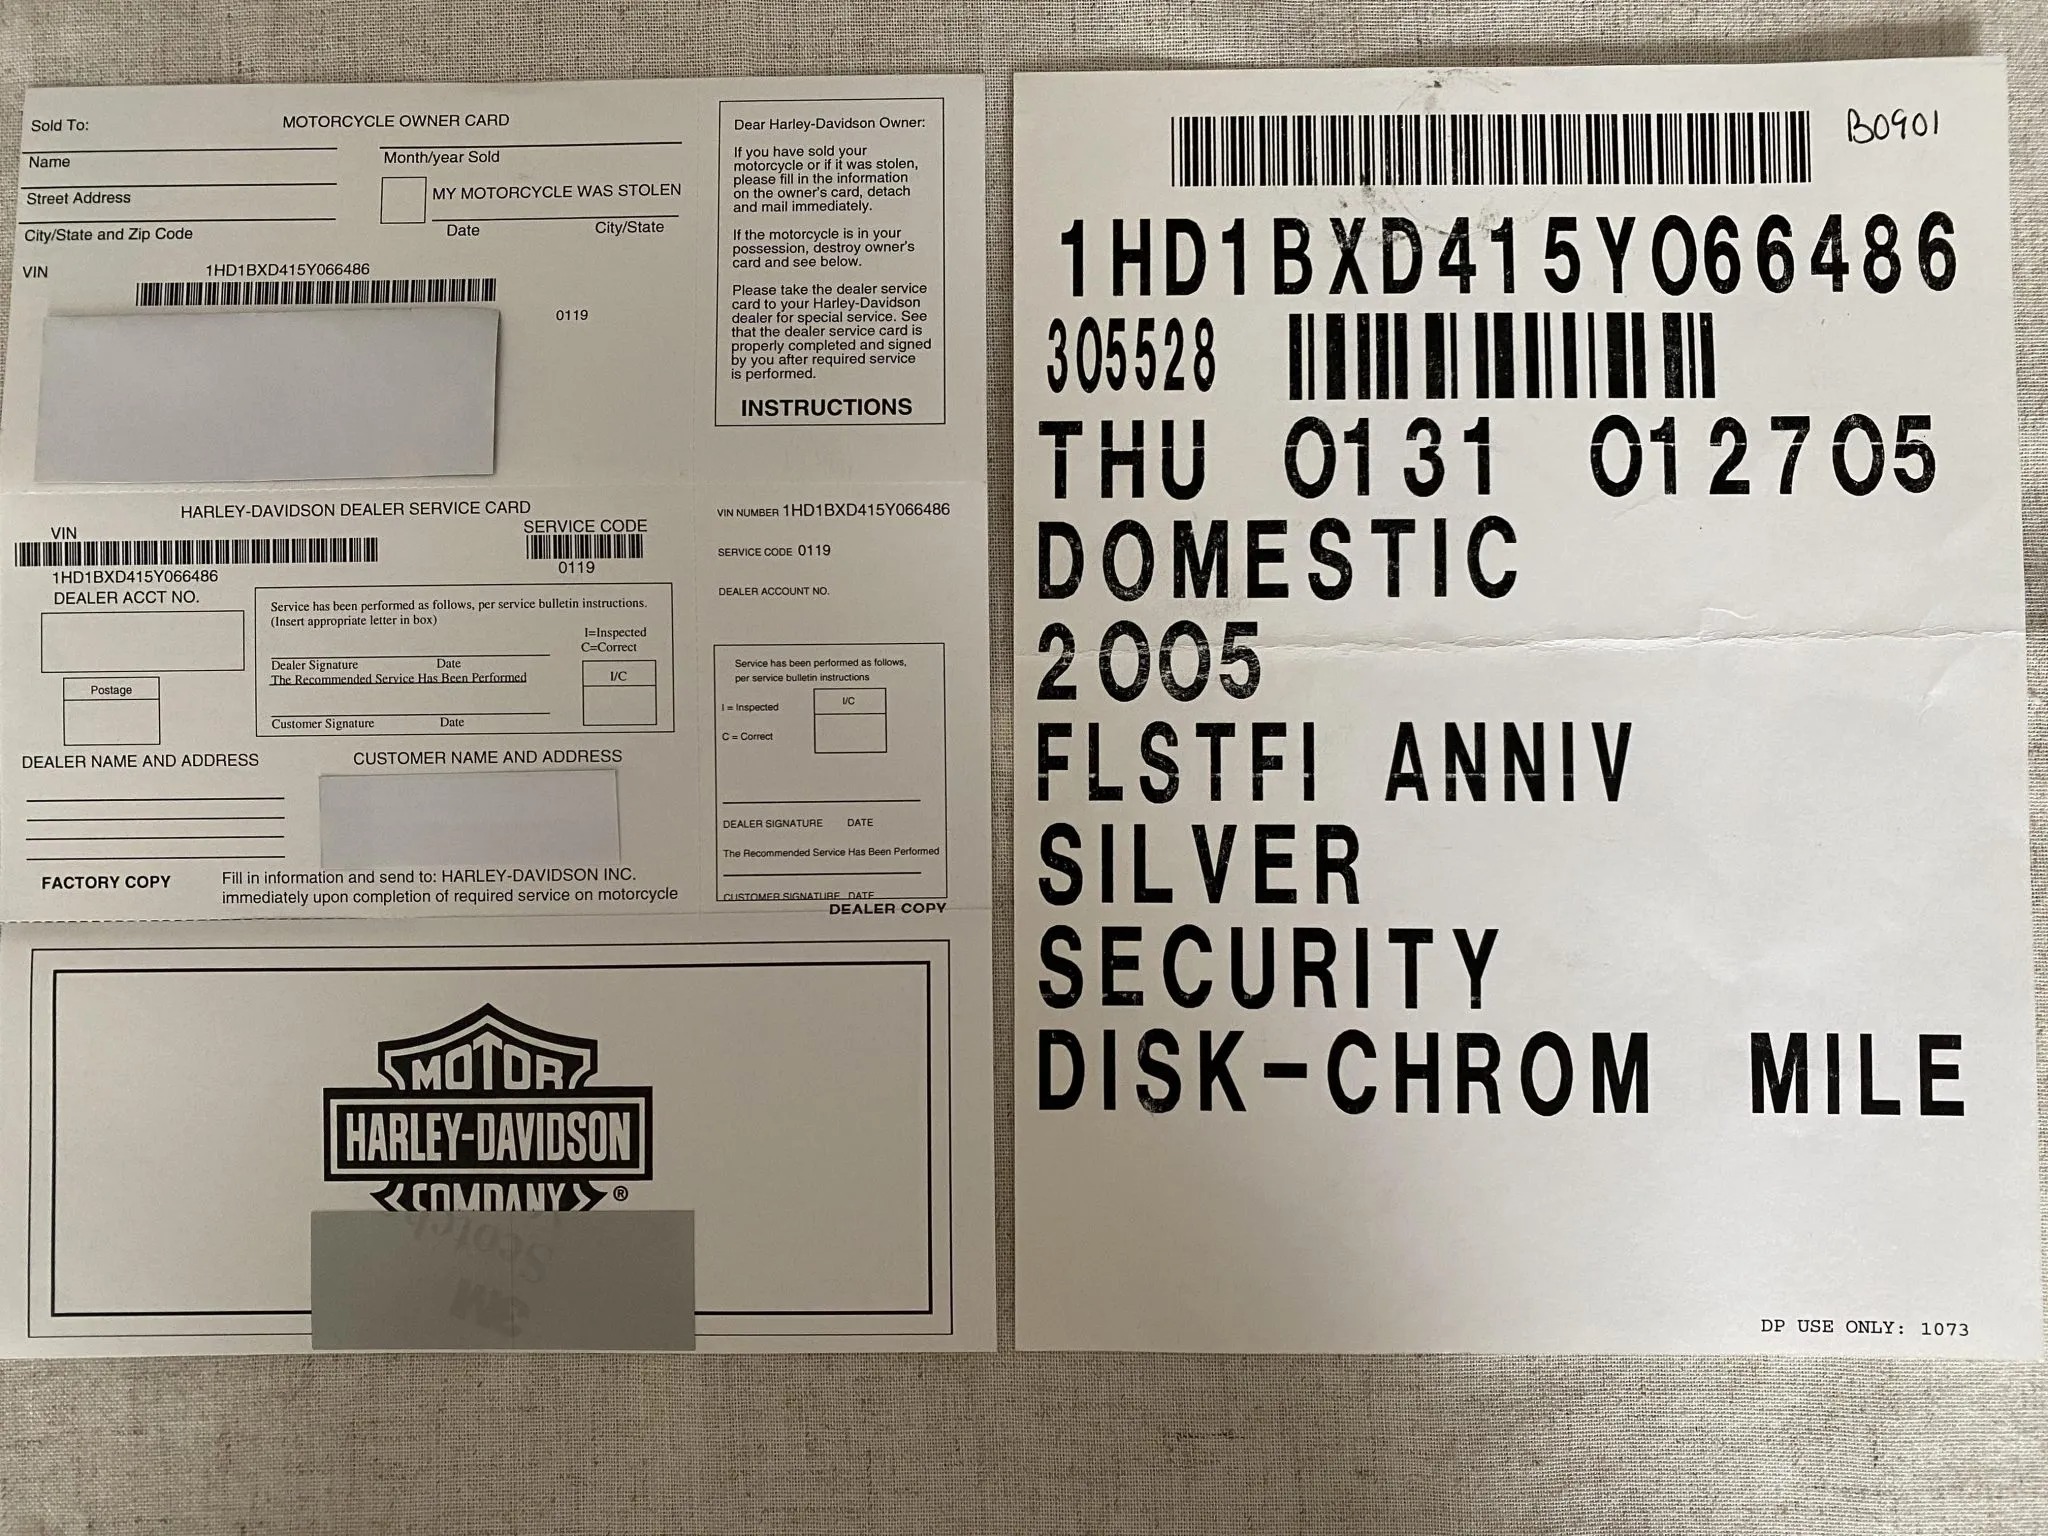 MOTORCYCLE OWNER CARD
Sold To:
Name
Month/year Sold
Street Address
MY MOTORCYCLE WAS STOLEN
City/State and Zip Code
Date City/State
VIN
1HD1BXD415Y066486
0119
Dear Harley-Davidson Owner:
If you have sold your
motorcycle or if it was stolen,
please fill in the information
on the owner's card, detach
and mail immediately.
If the motorcycle is in your
possession, destroy owner's
card and see below.
Please take the dealer service
card to your Harley-Davidson
dealer for special service. See
that the dealer service card is
properly completed and signed
by you after required service
is performed.
INSTRUCTIONS
HARLEY-DAVIDSON DEALER SERVICE CARD
VIN
SERVICE CODE
0119
1HD1BXD415Y066486
DEALER ACCT NO.
Postage
Service has been performed as follows, per service bulletin instructions.
(Insert appropriate letter in box)
I=Inspected
C=Correct
Dealer Signature Date
The Recommended Service Has Been Performed
I/C
Customer Signature Date
DEALER NAME AND ADDRESS
CUSTOMER NAME AND ADDRESS
FACTORY COPY
Fill in information and send to: HARLEY-DAVIDSON INC.
immediately upon completion of required service on motorcycle
VIN NUMBER 1HD1BXD415Y066486
SERVICE CODE 0119
DEALER ACCOUNT NO.
Service has been performed as follows,
per service bulletin instructions
I = Inspected
I/C
C = Correct
DEALER SIGNATURE DATE
The Recommended Service Has Been Performed
CUSTOMER SIGNATURE DATE
DEALER COPY
MOTOR
HARLEY-DAVIDSON
COMPANY ®
Scotch
3M
B0901
1HD1BXD415Y066486
305528
THU 0131 012705
DOMESTIC
2005
FLSTFI ANNIV
SILVER
SECURITY
DISK-CHROM MILE
DP USE ONLY: 1073